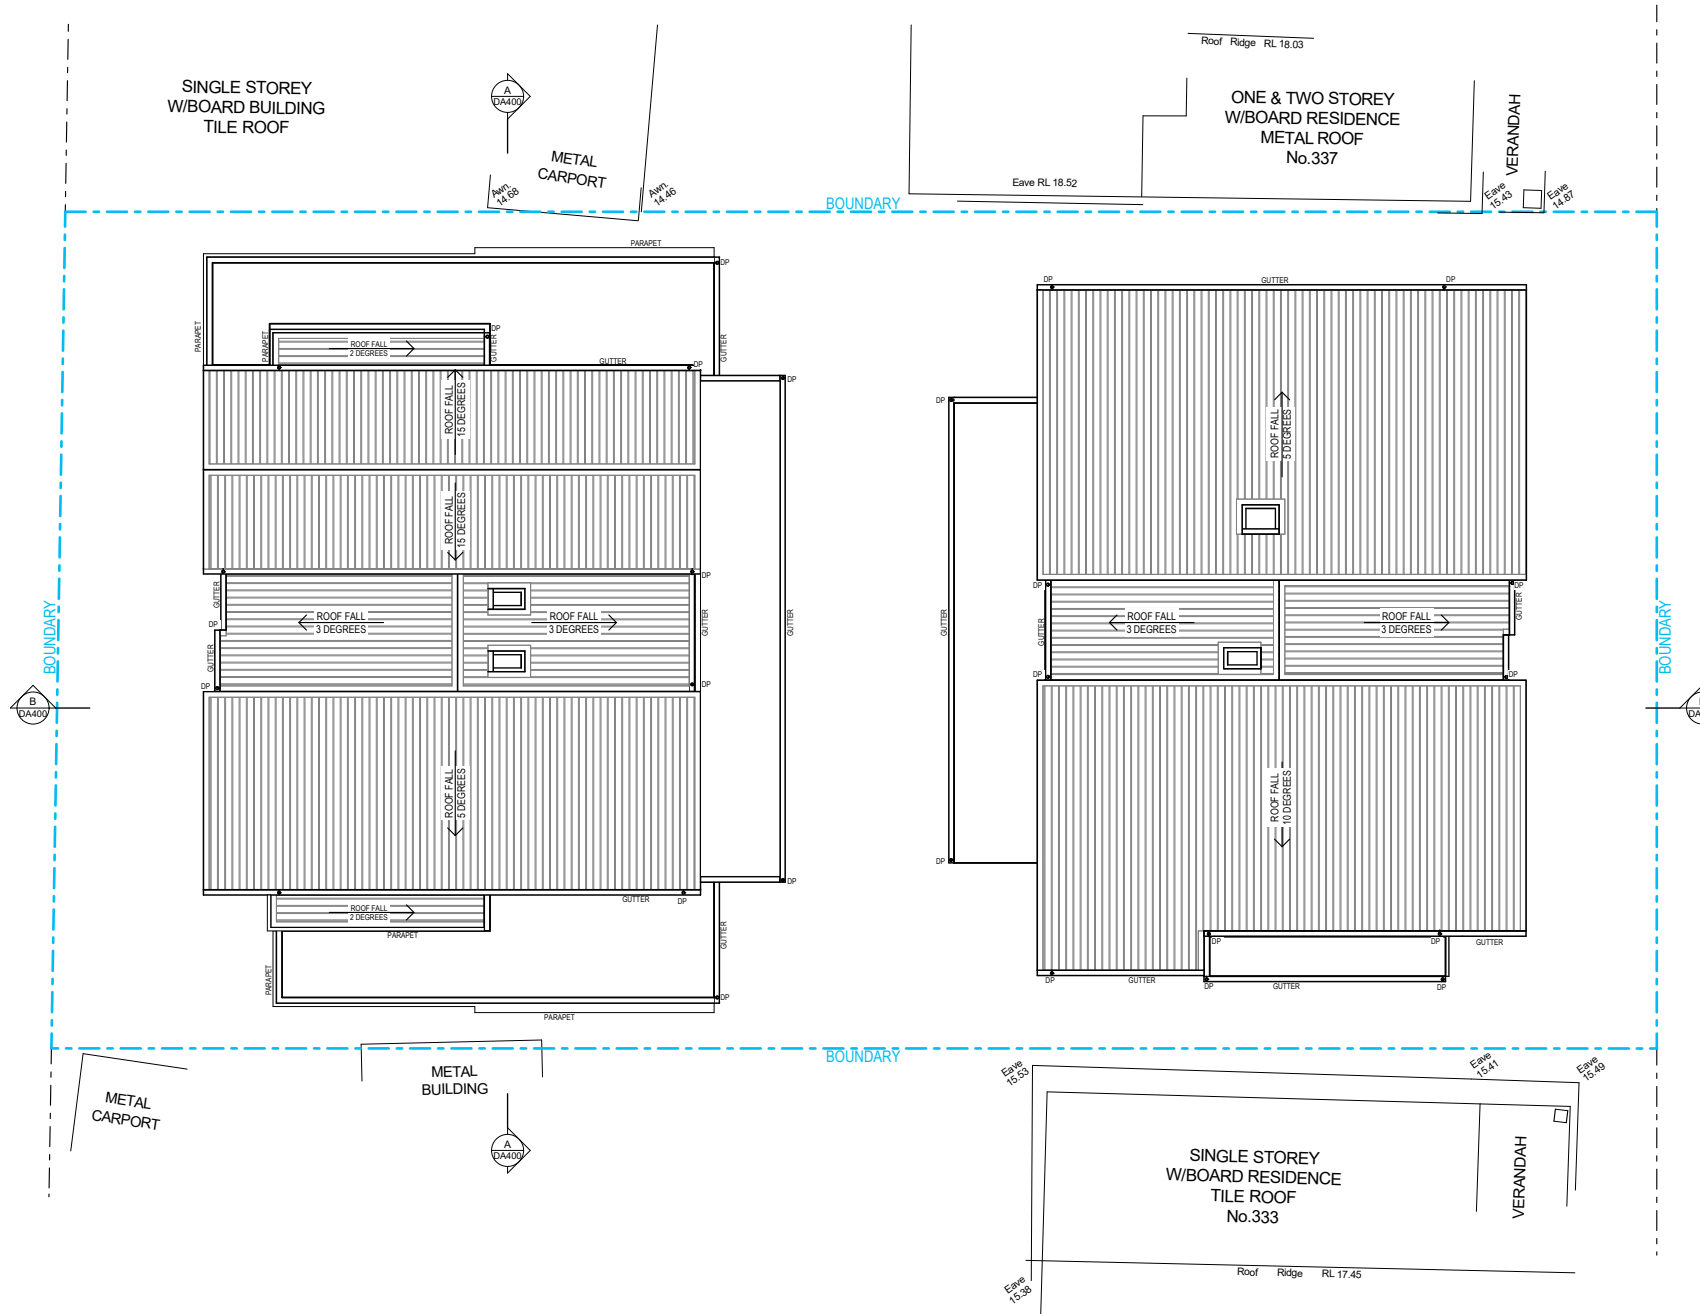 Roof Ridge RL 18.03
SINGLE STOREY
W/BOARD BUILDING
TILE ROOF
A
DA400
ONE & TWO STOREY
W/BOARD RESIDENCE
METAL ROOF
No.337
VERANDAH
METAL
CARPORT
Awn.
14.68
Awn.
14.46
Eave RL 18.52
Eave
15.43
Eave
14.87
BOUNDARY
PARAPET
DP
PARAPET
PARAPET
DP
GUTTER
GUTTER
ROOF FALL
2 DEGREES
GUTTER
DP
DP
ROOF FALL
15 DEGREES
ROOF FALL
15 DEGREES
DP
GUTTER
DP
GUTTER
ROOF FALL
3 DEGREES
ROOF FALL
3 DEGREES
GUTTER
GUTTER
DP
DP
BOUNDARY
B
DA400
ROOF FALL
5 DEGREES
DP
GUTTER
DP
ROOF FALL
2 DEGREES
PARAPET
GUTTER
PARAPET
DP
PARAPET
DP
GUTTER
DP
DP
ROOF FALL
5 DEGREES
DP
DP
GUTTER
GUTTER
GUTTER
ROOF FALL
3 DEGREES
ROOF FALL
3 DEGREES
DP
DP
BOUNDARY
ROOF FALL
10 DEGREES
DP
DP
DP
GUTTER
DP
GUTTER
DP
GUTTER
DP
BOUNDARY
METAL
CARPORT
METAL
BUILDING
A
DA400
Eave
15.53
Eave
15.41
Eave
15.49
SINGLE STOREY
W/BOARD RESIDENCE
TILE ROOF
No.333
VERANDAH
Roof Ridge RL 17.45
Eave
15.38